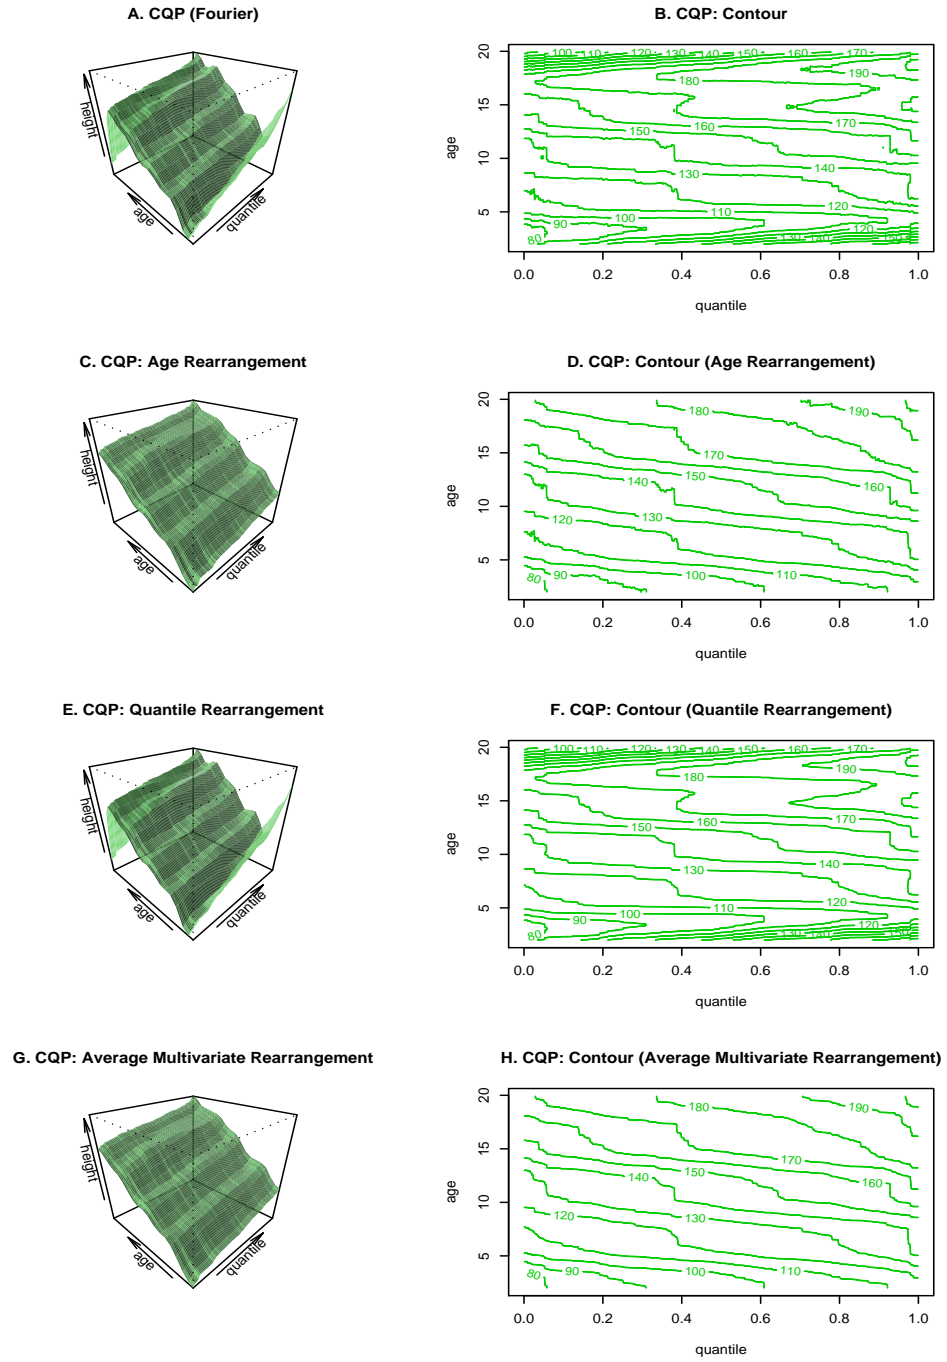 A. CQP (Fourier)
height
age
quantile
B. CQP: Contour
age
20
15
10
5
100 110 120 130 140 150 160 170
190
180
170
160
150
140
130
120
110
100
90
120
80
130 140 150
0.0 0.2 0.4 0.6 0.8 1.0
quantile
C. CQP: Age Rearrangement
height
age
quantile
D. CQP: Contour (Age Rearrangement)
age
20
15
10
5
180 190
170
150
140 160
130
120
110
100
90
80
0.0 0.2 0.4 0.6 0.8 1.0
quantile
E. CQP: Quantile Rearrangement
height
age
quantile
F. CQP: Contour (Quantile Rearrangement)
age
20
15
10
5
100 110 120 130 140 150 160 170
190
180
170
160
150
140
130
120
110
100
90
120
80
130 140 150
0.0 0.2 0.4 0.6 0.8 1.0
quantile
G. CQP: Average Multivariate Rearrangement
height
age
quantile
H. CQP: Contour (Average Multivariate Rearrangement)
age
20
15
10
5
180 190
170
150
140 160
130
120
110
100
90
80
0.0 0.2 0.4 0.6 0.8 1.0
quantile